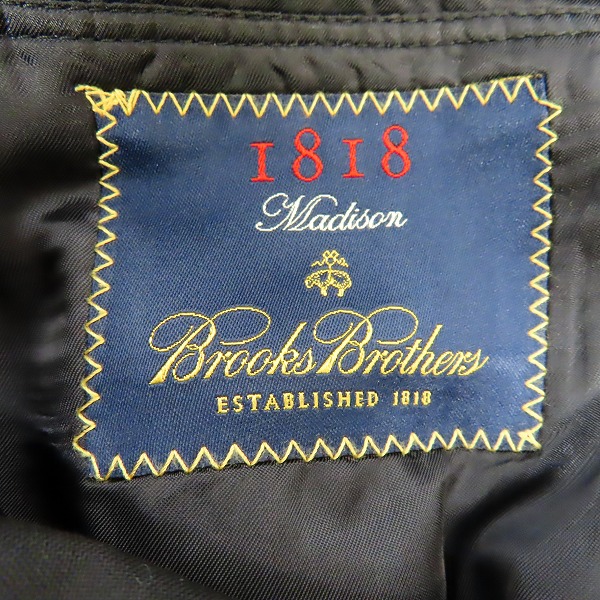 1818
Madison
Brooks Brothers
ESTABLISHED 1818